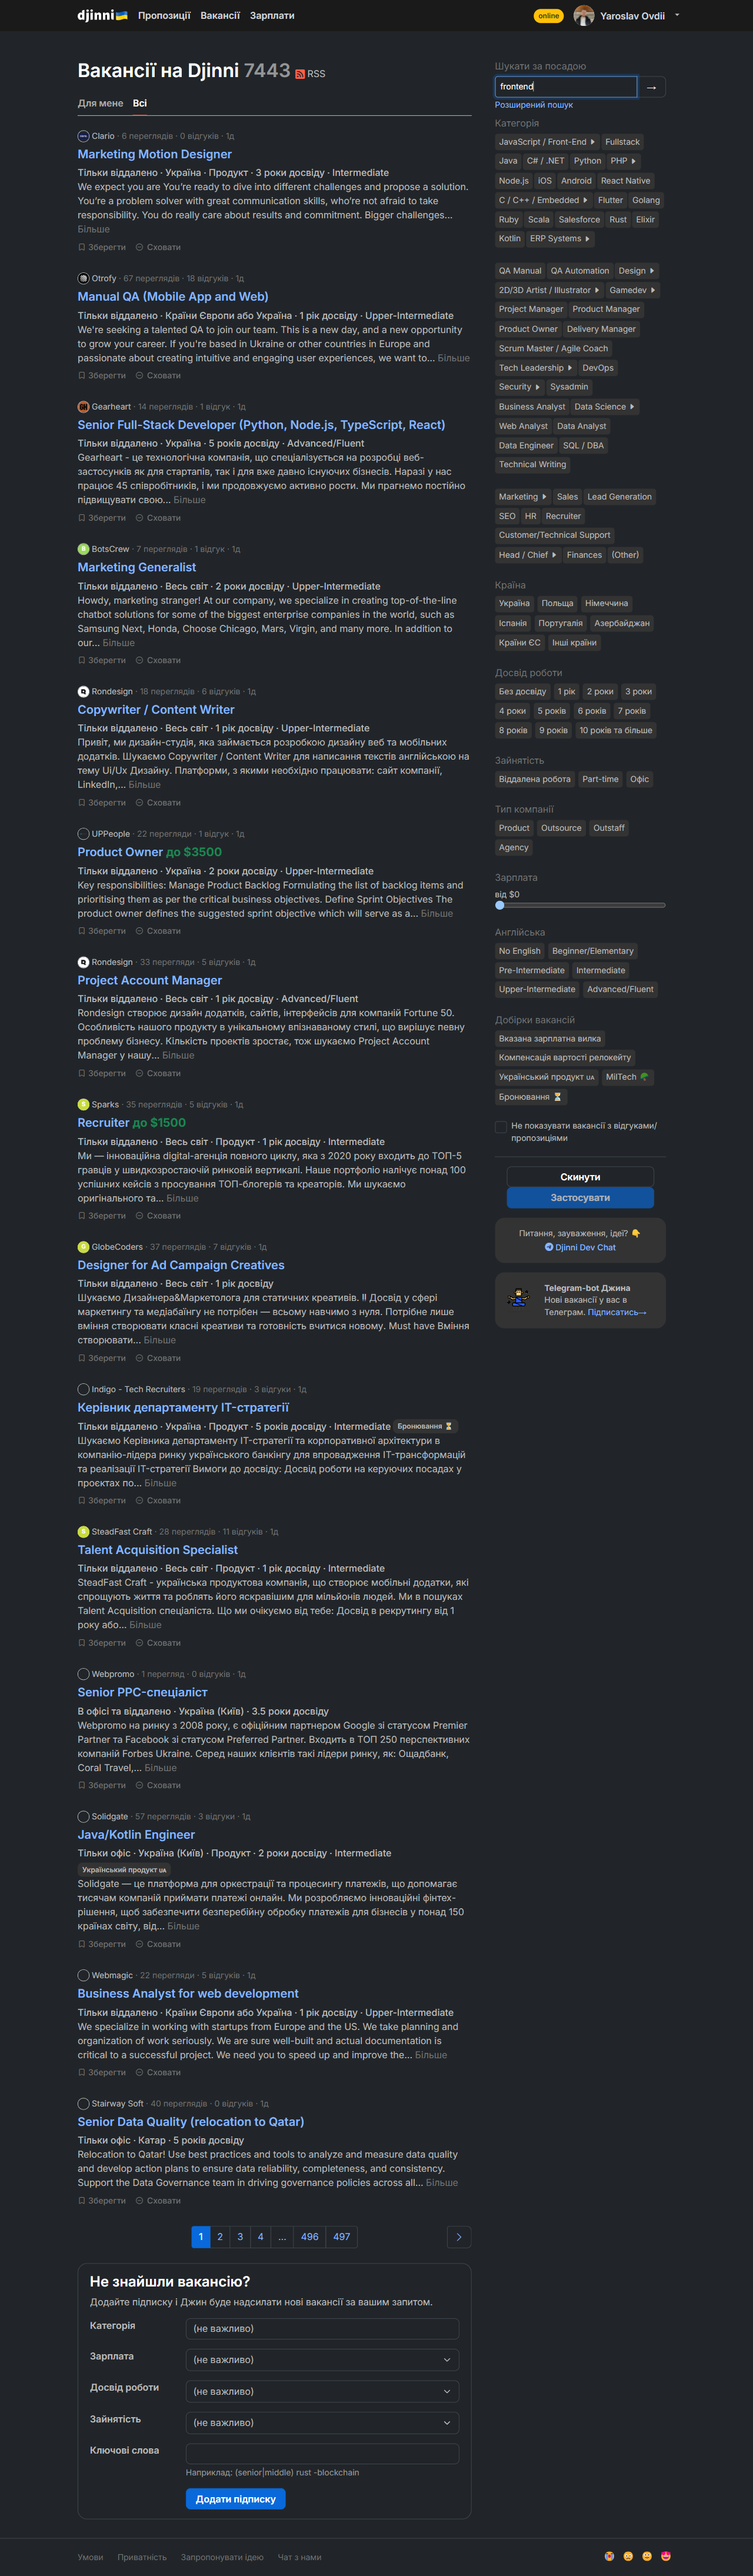 djinni Пропозиції Вакансії Зарплати online Yaroslav Ovdii
Вакансії на Djinni 7443 RSS
Для мене Всі
Clario · 6 переглядів · 0 відгуків · 1д
Marketing Motion Designer
Тільки віддалено · Україна · Продукт · 3 роки досвіду · Intermediate
We expect you are You're ready to dive into different challenges and propose a solution.
You're a problem solver with great communication skills, who's not afraid to take
responsibility. You do really care about results and commitment. Bigger challenges...
Більше
Зберегти Сховати
Otrofy · 67 переглядів · 18 відгуків · 1д
Manual QA (Mobile App and Web)
Тільки віддалено · Країни Європи або Україна · 1 рік досвіду · Upper-Intermediate
We're seeking a talented QA to join our team. This is a new day, and a new opportunity
to grow your career. If you're based in Ukraine or other countries in Europe and
passionate about creating intuitive and engaging user experiences, we want to... Більше
Зберегти Сховати
Gearheart · 14 переглядів · 1 відгук · 1д
Senior Full-Stack Developer (Python, Node.js, TypeScript, React)
Тільки віддалено · Україна · 5 років досвіду · Advanced/Fluent
Gearheart - це технологічна компанія, що спеціалізується на розробці веб-
застосунків як для стартапів, так і для вже давно існуючих бізнесів. Наразі у нас
працює 45 співробітників, і ми продовжуємо активно рости. Ми прагнемо постійно
підвищувати свою... Більше
Зберегти Сховати
BotsCrew · 7 переглядів · 1 відгук · 1д
Marketing Generalist
Тільки віддалено · Весь світ · 2 роки досвіду · Upper-Intermediate
Howdy, marketing stranger! At our company, we specialize in creating top-of-the-line
chatbot solutions for some of the biggest enterprise companies in the world, such as
Samsung Next, Honda, Choose Chicago, Mars, Virgin, and many more. In addition to
our... Більше
Зберегти Сховати
Rondesign · 18 переглядів · 6 відгуків · 1д
Copywriter / Content Writer
Тільки віддалено · Весь світ · 1 рік досвіду · Upper-Intermediate
Привіт, ми дизайн-студія, яка займається розробкою дизайну веб та мобільних
додатків. Шукаємо Copywriter / Content Writer для написання текстів англійською на
тему Ui/Ux Дизайну. Платформи, з якими необхідно працювати: сайт компанії,
LinkedIn,... Більше
Зберегти Сховати
UPPeople · 22 перегляди · 1 відгук · 1д
Product Owner до $3500
Тільки віддалено · Україна · 2 роки досвіду · Upper-Intermediate
Key responsibilities: Manage Product Backlog Formulating the list of backlog items and
prioritising them as per the critical business objectives. Define Sprint Objectives The
product owner defines the suggested sprint objective which will serve as a... Більше
Зберегти Сховати
Rondesign · 33 перегляди · 5 відгуків · 1д
Project Account Manager
Тільки віддалено · Весь світ · 1 рік досвіду · Advanced/Fluent
Rondesign створює дизайн додатків, сайтів, інтерфейсів для компаній Fortune 50.
Особливість нашого продукту в унікальному впізнаваному стилі, що вирішує певну
проблему бізнесу. Кількість проектів зростає, тож шукаємо Project Account
Manager у нашу... Більше
Зберегти Сховати
Sparks · 35 переглядів · 5 відгуків · 1д
Recruiter до $1500
Тільки віддалено · Весь світ · Продукт · 1 рік досвіду · Intermediate
Ми — інноваційна digital-агенція повного циклу, яка з 2020 року входить до ТОП-5
гравців у швидкозростаючій ринковій вертикалі. Наше портфоліо налічує понад 100
успішних кейсів з просування ТОП-блогерів та креаторів. Ми шукаємо
оригінального та... Більше
Зберегти Сховати
GlobeCoders · 37 переглядів · 7 відгуків · 1д
Designer for Ad Campaign Creatives
Тільки віддалено · Весь світ · 1 рік досвіду
Шукаємо Дизайнера&Маркетолога для статичних креативів. ‼️ Досвід у сфері
маркетингу та медіабаїнгу не потрібен — всьому навчимо з нуля. Потрібне лише
вміння створювати класні креативи та готовність вчитися новому. Must have Вміння
створювати... Більше
Зберегти Сховати
Indigo - Tech Recruiters · 19 переглядів · 3 відгуки · 1д
Керівник департаменту ІТ-стратегії
Тільки віддалено · Україна · Продукт · 5 років досвіду · Intermediate Бронювання ⏳
Шукаємо Керівника департаменту ІТ-стратегії та корпоративної архітектури в
компанію-лідера ринку українського банкінгу для впровадження ІТ-трансформацій
та реалізації ІТ-стратегії Вимоги до досвіду: Досвід роботи на керуючих посадах у
проєктах по... Більше
Зберегти Сховати
SteadFast Craft · 28 переглядів · 11 відгуків · 1д
Talent Acquisition Specialist
Тільки віддалено · Весь світ · Продукт · 1 рік досвіду · Intermediate
SteadFast Craft - українська продуктова компанія, що створює мобільні додатки, які
спрощують життя та роблять його яскравішим для мільйонів людей. Ми в пошуках
Talent Acquisition спеціаліста. Що ми очікуємо від тебе: Досвід в рекрутингу від 1
року або... Більше
Зберегти Сховати
Webpromo · 1 перегляд · 0 відгуків · 1д
Senior PPC-спеціаліст
В офісі та віддалено · Україна (Київ) · 3.5 роки досвіду
Webpromo на ринку з 2008 року, є офіційним партнером Google зі статусом Premier
Partner та Facebook зі статусом Preferred Partner. Входить в ТОП 250 перспективних
компаній Forbes Ukraine. Серед наших клієнтів такі лідери ринку, як: Ощадбанк,
Coral Travel,... Більше
Зберегти Сховати
Solidgate · 57 переглядів · 3 відгуки · 1д
Java/Kotlin Engineer
Тільки офіс · Україна (Київ) · Продукт · 2 роки досвіду · Intermediate
Український продукт 🇺🇦
Solidgate — це платформа для оркестрації та процесингу платежів, що допомагає
тисячам компаній приймати платежі онлайн. Ми розробляємо інноваційні фінтех-
рішення, щоб забезпечити безперебійну обробку платежів для бізнесів у понад 150
країнах світу, від... Більше
Зберегти Сховати
Webmagic · 22 перегляди · 5 відгуків · 1д
Business Analyst for web development
Тільки віддалено · Країни Європи або Україна · 1 рік досвіду · Upper-Intermediate
We specialize in working with startups from Europe and the US. We take planning and
organization of work seriously. We are sure well-built and actual documentation is
critical to a successful project. We need you to speed up and improve the... Більше
Зберегти Сховати
Stairway Soft · 40 переглядів · 0 відгуків · 1д
Senior Data Quality (relocation to Qatar)
Тільки офіс · Катар · 5 років досвіду
Relocation to Qatar! Use best practices and tools to analyze and measure data quality
and develop action plans to ensure data reliability, completeness, and consistency.
Support the Data Governance team in driving governance policies across all... Більше
Зберегти Сховати
1 2 3 4 ... 496 497
Не знайшли вакансію?
Додайте підписку і Джин буде надсилати нові вакансії за вашим запитом.
Категорія (не важливо)
Зарплата (не важливо)
Досвід роботи (не важливо)
Зайнятість (не важливо)
Ключові слова
Наприклад: (senior|middle) rust -blockchain
Додати підписку
Шукати за посадою
frontend →
Розширений пошук
Категорія
JavaScript / Front-End Fullstack
Java C# / .NET Python PHP
Node.js iOS Android React Native
C / C++ / Embedded Flutter Golang
Ruby Scala Salesforce Rust Elixir
Kotlin ERP Systems
QA Manual QA Automation Design
2D/3D Artist / Illustrator Gamedev
Project Manager Product Manager
Product Owner Delivery Manager
Scrum Master / Agile Coach
Tech Leadership DevOps
Security Sysadmin
Business Analyst Data Science
Web Analyst Data Analyst
Data Engineer SQL / DBA
Technical Writing
Marketing Sales Lead Generation
SEO HR Recruiter
Customer/Technical Support
Head / Chief Finances (Other)
Країна
Україна Польща Німеччина
Іспанія Португалія Азербайджан
Країни ЄС Інші країни
Досвід роботи
Без досвіду 1 рік 2 роки 3 роки
4 роки 5 років 6 років 7 років
8 років 9 років 10 років та більше
Зайнятість
Віддалена робота Part-time Офіс
Тип компанії
Product Outsource Outstaff
Agency
Зарплата
від $0
Англійська
No English Beginner/Elementary
Pre-Intermediate Intermediate
Upper-Intermediate Advanced/Fluent
Добірки вакансій
Вказана зарплатна вилка
Компенсація вартості релокейту
Український продукт 🇺🇦 MilTech 🪖
Бронювання ⏳
Не показувати вакансії з відгуками/
пропозиціями
Скинути
Застосувати
Питання, зауваження, ідеї? 👇
Djinni Dev Chat
Telegram-bot Джина
Нові вакансії у вас в
Телеграм. Підписатись→
Умови Приватність Запропонувати ідею Чат з нами